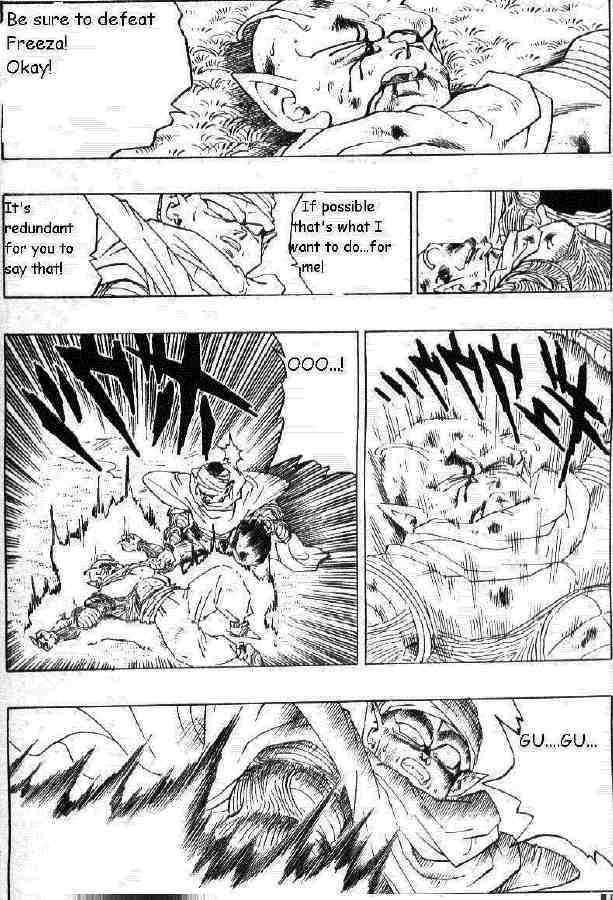 Be sure to defeat
Freeza!
Okay!
It's
redundant
for you to
say that!
If possible
that's what I
want to do...for
me!
OOO...!
GU....GU...